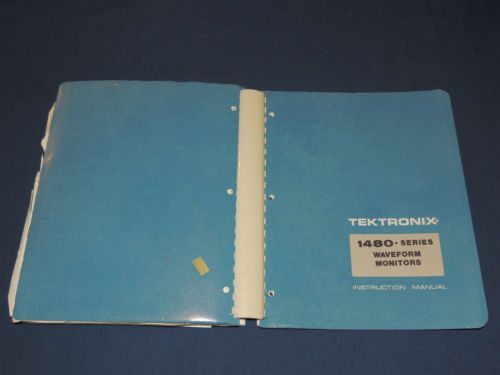 TEKTRONIX®
1480-SERIES
WAVEFORM
MONITORS
INSTRUCTION MANUAL